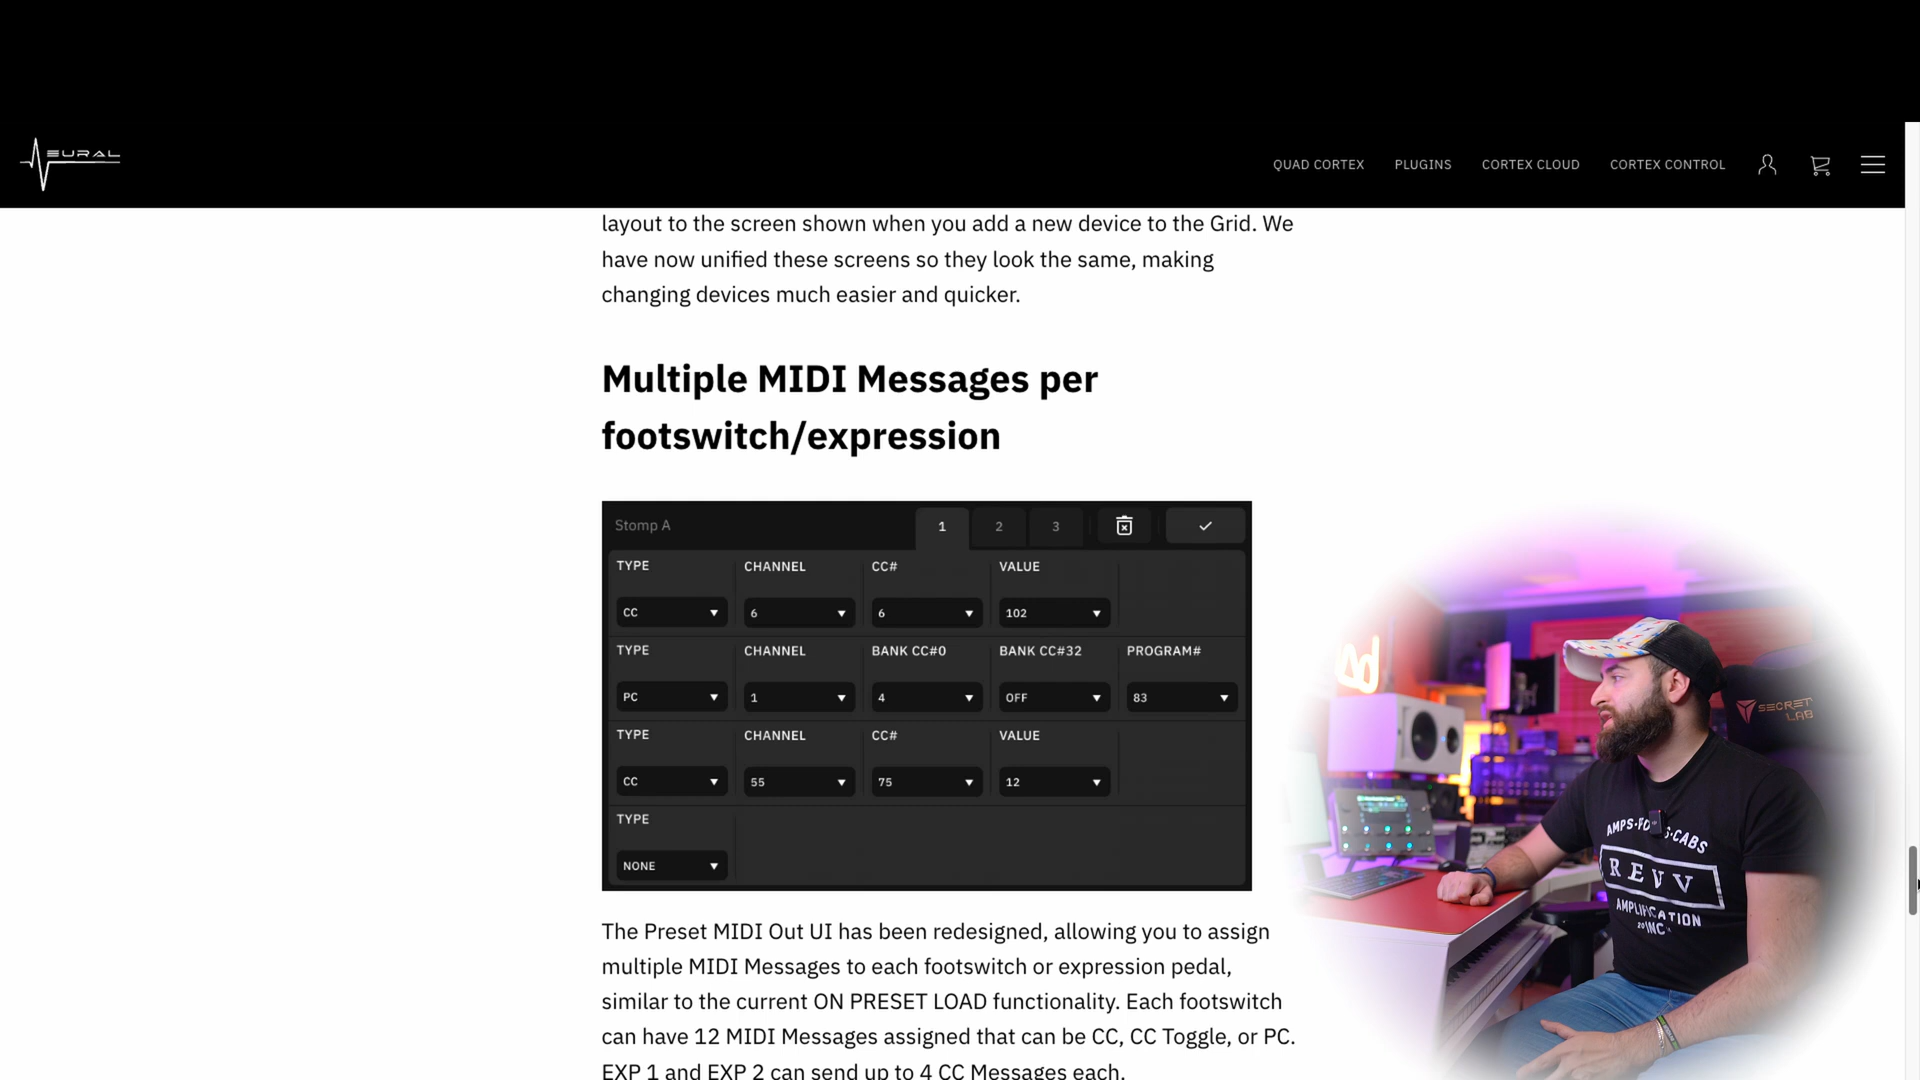 EURAL
QUAD CORTEX PLUGINS CORTEX CLOUD CORTEX CONTROL
layout to the screen shown when you add a new device to the Grid. We
have now unified these screens so they look the same, making
changing devices much easier and quicker.
Multiple MIDI Messages per
footswitch/expression
Stomp A 1 2 3
TYPE CHANNEL CC# VALUE
CC 6 6 102
TYPE CHANNEL BANK CC#0 BANK CC#32 PROGRAM#
PC 1 4 OFF 83
TYPE CHANNEL CC# VALUE
CC 55 75 12
TYPE
NONE
The Preset MIDI Out UI has been redesigned, allowing you to assign
multiple MIDI Messages to each footswitch or expression pedal,
similar to the current ON PRESET LOAD functionality. Each footswitch
can have 12 MIDI Messages assigned that can be CC, CC Toggle, or PC.
EXP 1 and EXP 2 can send up to 4 CC Messages each.
SECRET
LAB
REVV
AMPLIFICATION
INC